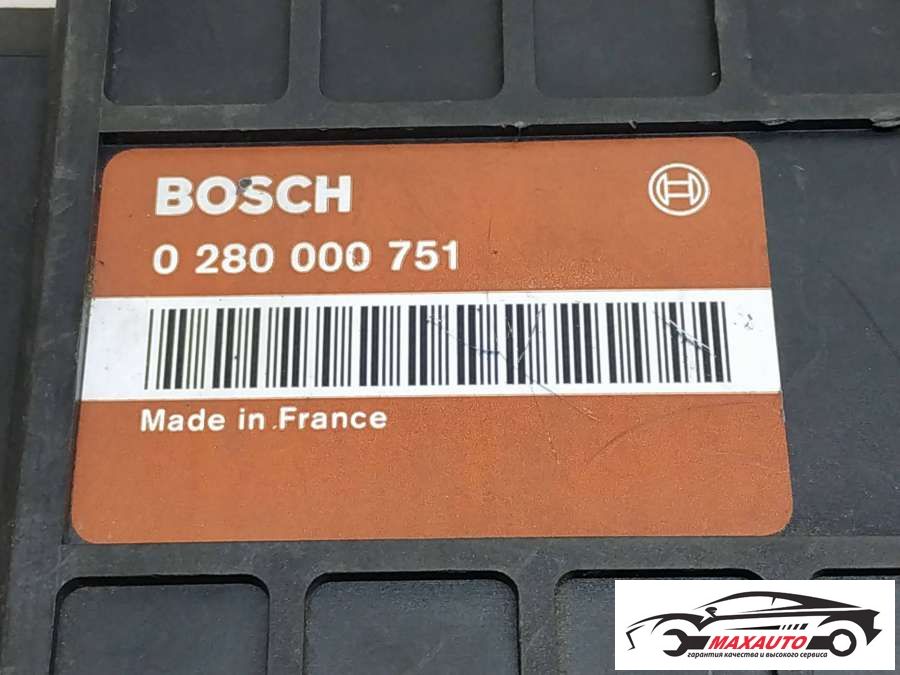 BOSCH
0 280 000 751
Made in France
MAXAUTO
гарантия качества и высокого сервиса